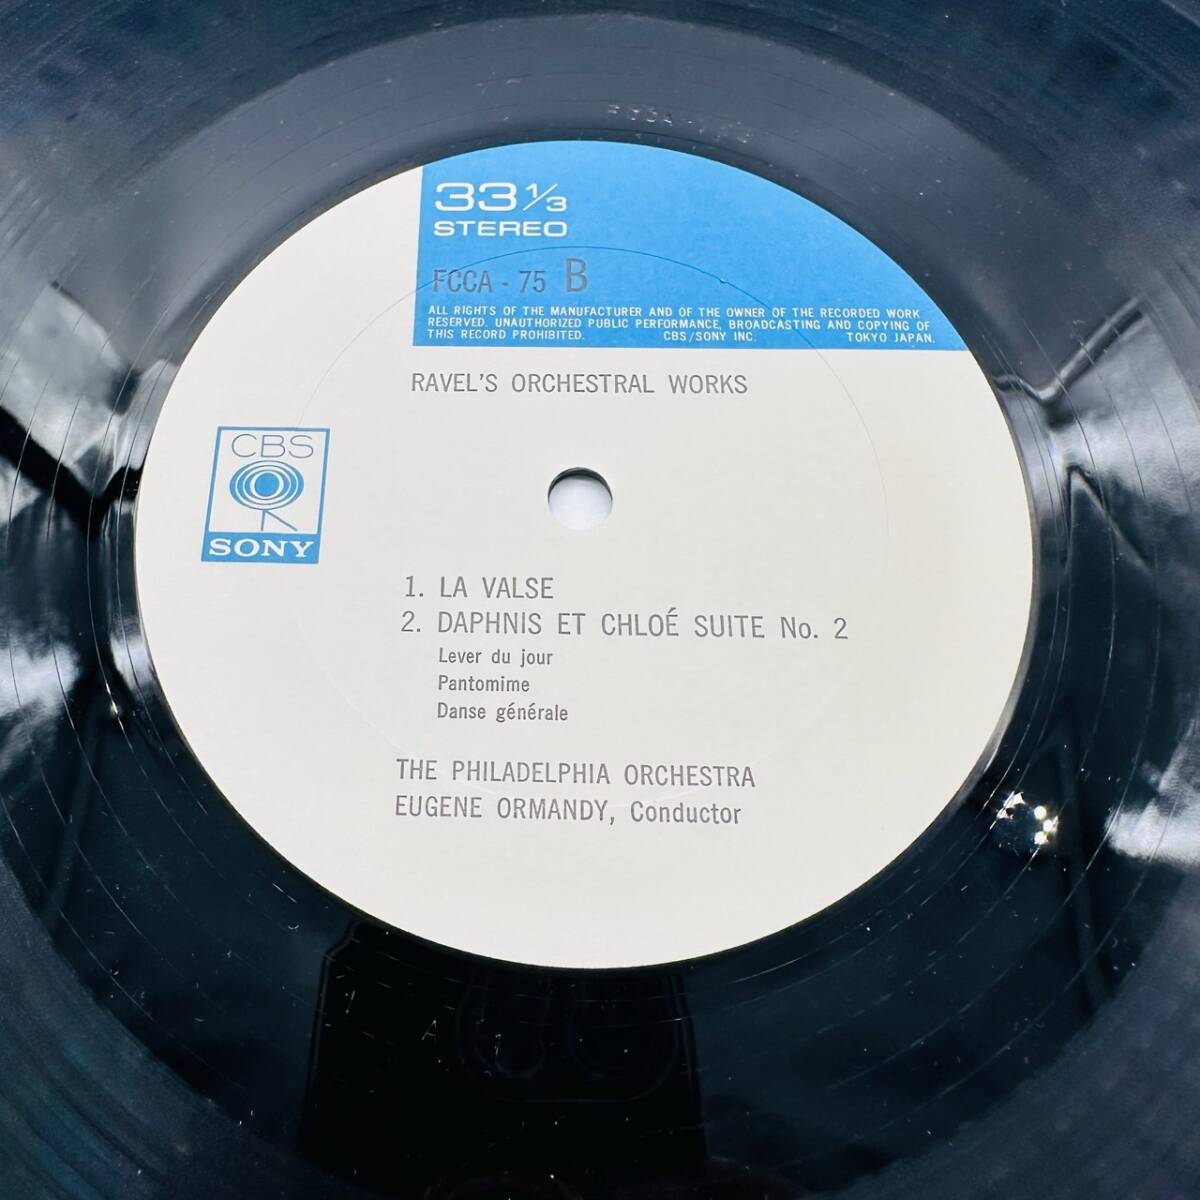 33 1/3
STEREO
FCCA - 75 B
ALL RIGHTS OF THE MANUFACTURER AND OF THE OWNER OF THE RECORDED WORK
RESERVED. UNAUTHORIZED PUBLIC PERFORMANCE, BROADCASTING AND COPYING OF
THIS RECORD PROHIBITED. CBS/SONY INC. TOKYO JAPAN.
RAVEL'S ORCHESTRAL WORKS
CBS
SONY
1. LA VALSE
2. DAPHNIS ET CHLOÉ SUITE No. 2
Lever du jour
Pantomime
Danse générale
THE PHILADELPHIA ORCHESTRA
EUGENE ORMANDY, Conductor